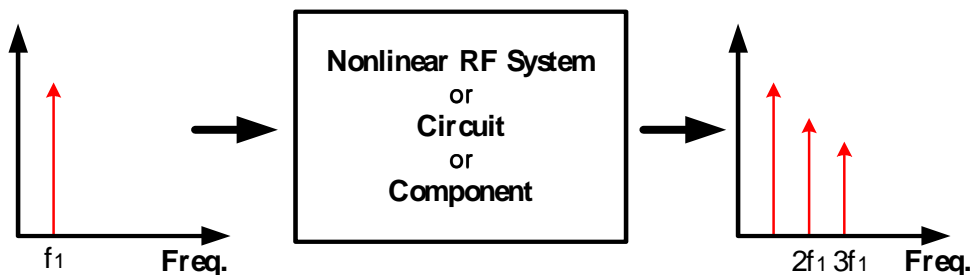 Nonlinear RF System
or
Circuit
or
Component
f1
Freq.
2f1 3f1
Freq.